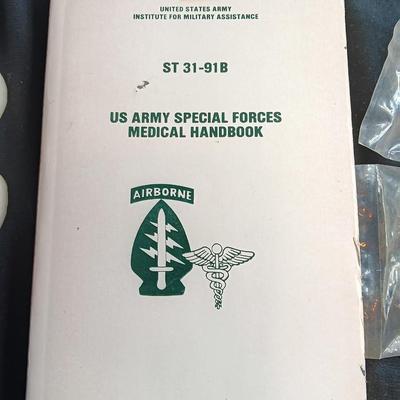 UNITED STATES ARMY
INSTITUTE FOR MILITARY ASSISTANCE
ST 31-91B
US ARMY SPECIAL FORCES
MEDICAL HANDBOOK
AIRBORNE